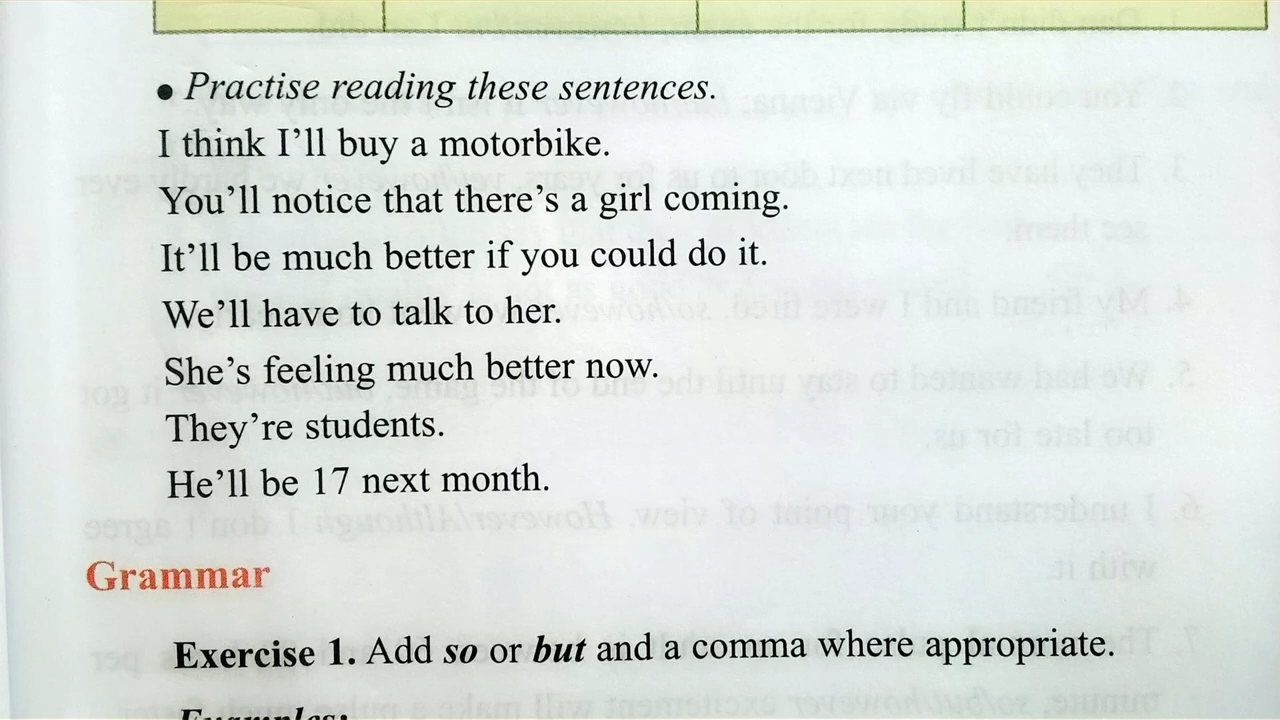 • Practise reading these sentences.
I think I'll buy a motorbike.
You'll notice that there's a girl coming.
It'll be much better if you could do it.
We'll have to talk to her.
She's feeling much better now.
They're students.
He'll be 17 next month.
Grammar
Exercise 1. Add so or but and a comma where appropriate.
Examples: